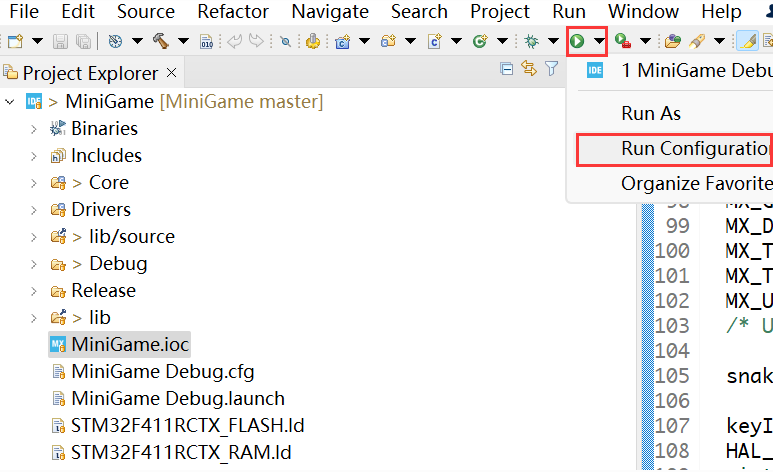 File Edit Source Refactor Navigate Search Project Run Window Help
Project Explorer
1 MiniGame Debu
IDE > MiniGame [MiniGame master]
Binaries
Run As
Includes
Run Configuratio
> Core
Organize Favorite
Drivers
99 MX_D
> lib/source
100 MX_T
> Debug
101 MX_T
Release
102 MX_U
> lib
103 /* U
MX MiniGame.ioc
104
MiniGame Debug.cfg
105 snak
MiniGame Debug.launch
106
STM32F411RCTX_FLASH.ld
107 keyI
STM32F411RCTX_RAM.ld
108 HAL_